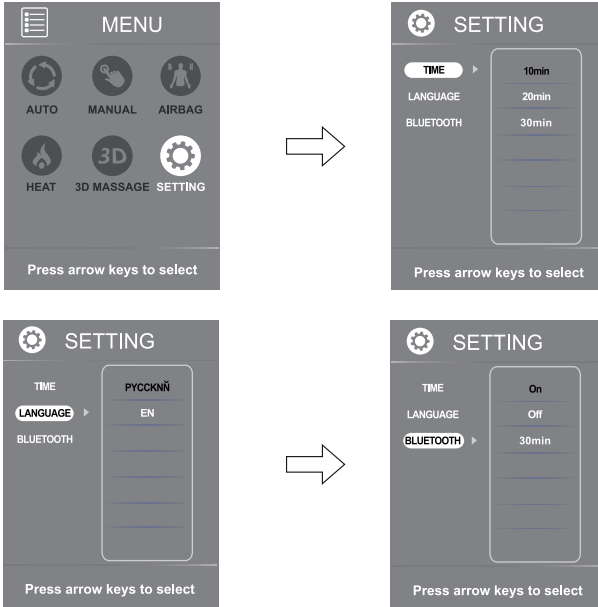 MENU
AUTO MANUAL AIRBAG
3D
HEAT 3D MASSAGE SETTING
Press arrow keys to select
SETTING
TIME 10min
LANGUAGE 20min
BLUETOOTH 30min
Press arrow keys to select
SETTING
TIME PYCCKNŇ
LANGUAGE EN
BLUETOOTH
Press arrow keys to select
SETTING
TIME On
LANGUAGE Off
BLUETOOTH 30min
Press arrow keys to select